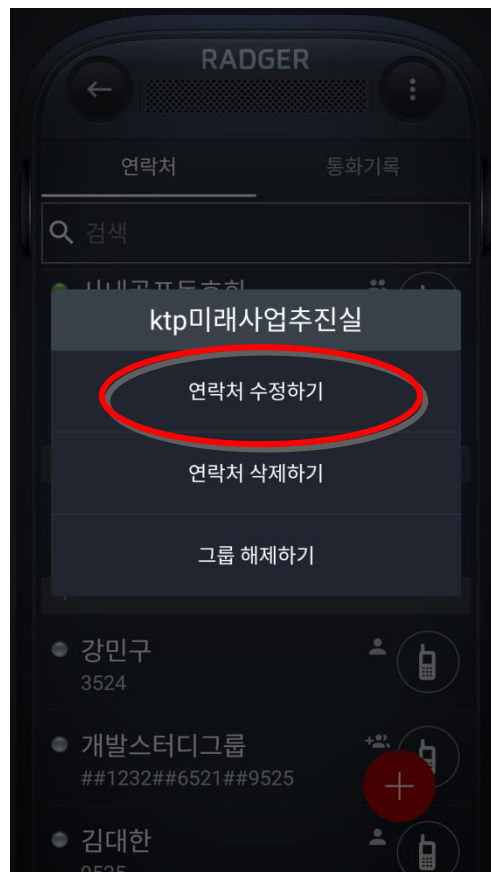 RADGER
연락처 통화기록
검색
ktp미래사업추진실
연락처 수정하기
연락처 삭제하기
그룹 해제하기
강민구
3524
개발스터디그룹
##1232##6521##9525
김대한